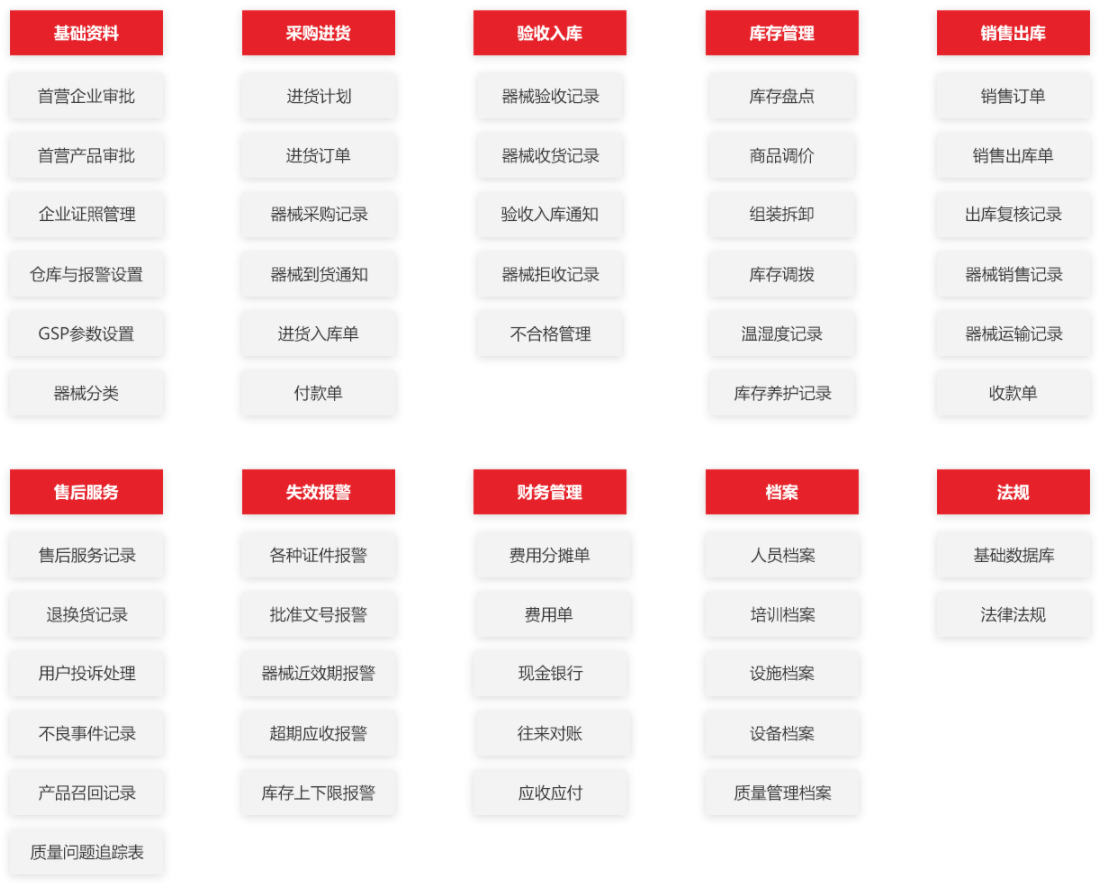 基础资料
首营企业审批
首营产品审批
企业证照管理
仓库与报警设置
GSP参数设置
器械分类
采购进货
进货计划
进货订单
器械采购记录
器械到货通知
进货入库单
付款单
验收入库
器械验收记录
器械收货记录
验收入库通知
器械拒收记录
不合格管理
库存管理
库存盘点
商品调价
组装拆卸
库存调拨
温湿度记录
库存养护记录
销售出库
销售订单
销售出库单
出库复核记录
器械销售记录
器械运输记录
收款单
售后服务
售后服务记录
退换货记录
用户投诉处理
不良事件记录
产品召回记录
质量问题追踪表
失效报警
各种证件报警
批准文号报警
器械近效期报警
超期应收报警
库存上下限报警
财务管理
费用分摊单
费用单
现金银行
往来对账
应收应付
档案
人员档案
培训档案
设施档案
设备档案
质量管理档案
法规
基础数据库
法律法规